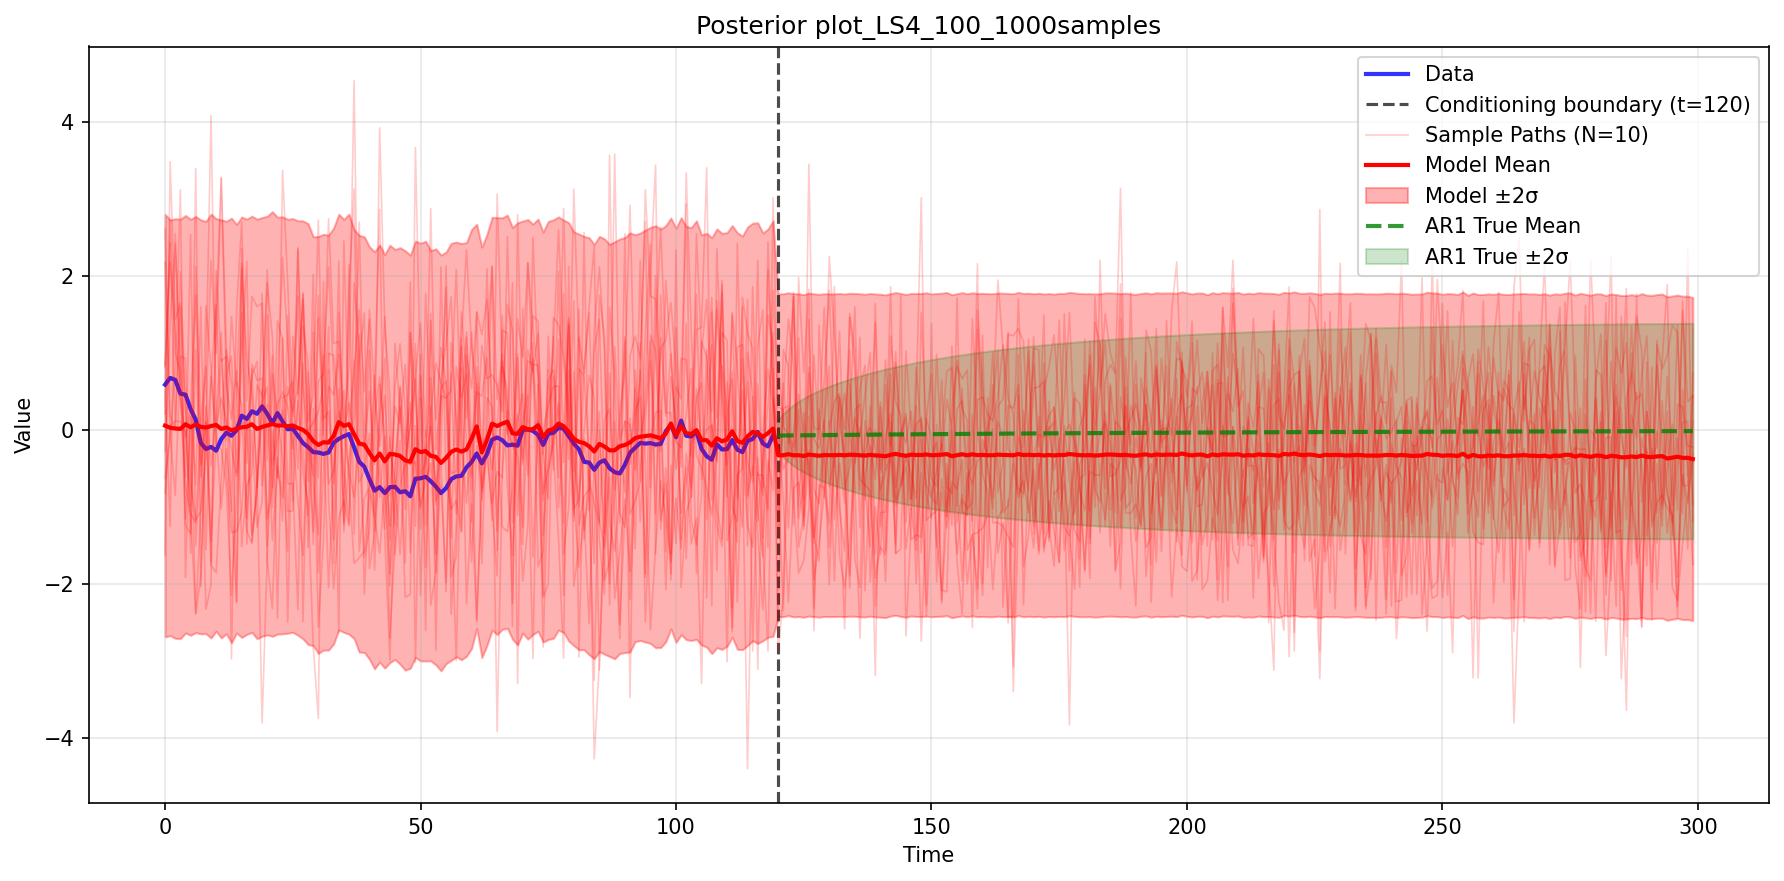 Posterior plot_LS4_100_1000samples
Data
Conditioning boundary (t=120)
Sample Paths (N=10)
Model Mean
Model ±2σ
AR1 True Mean
AR1 True ±2σ
Value
4
2
0
−2
−4
0 50 100 150 200 250 300
Time